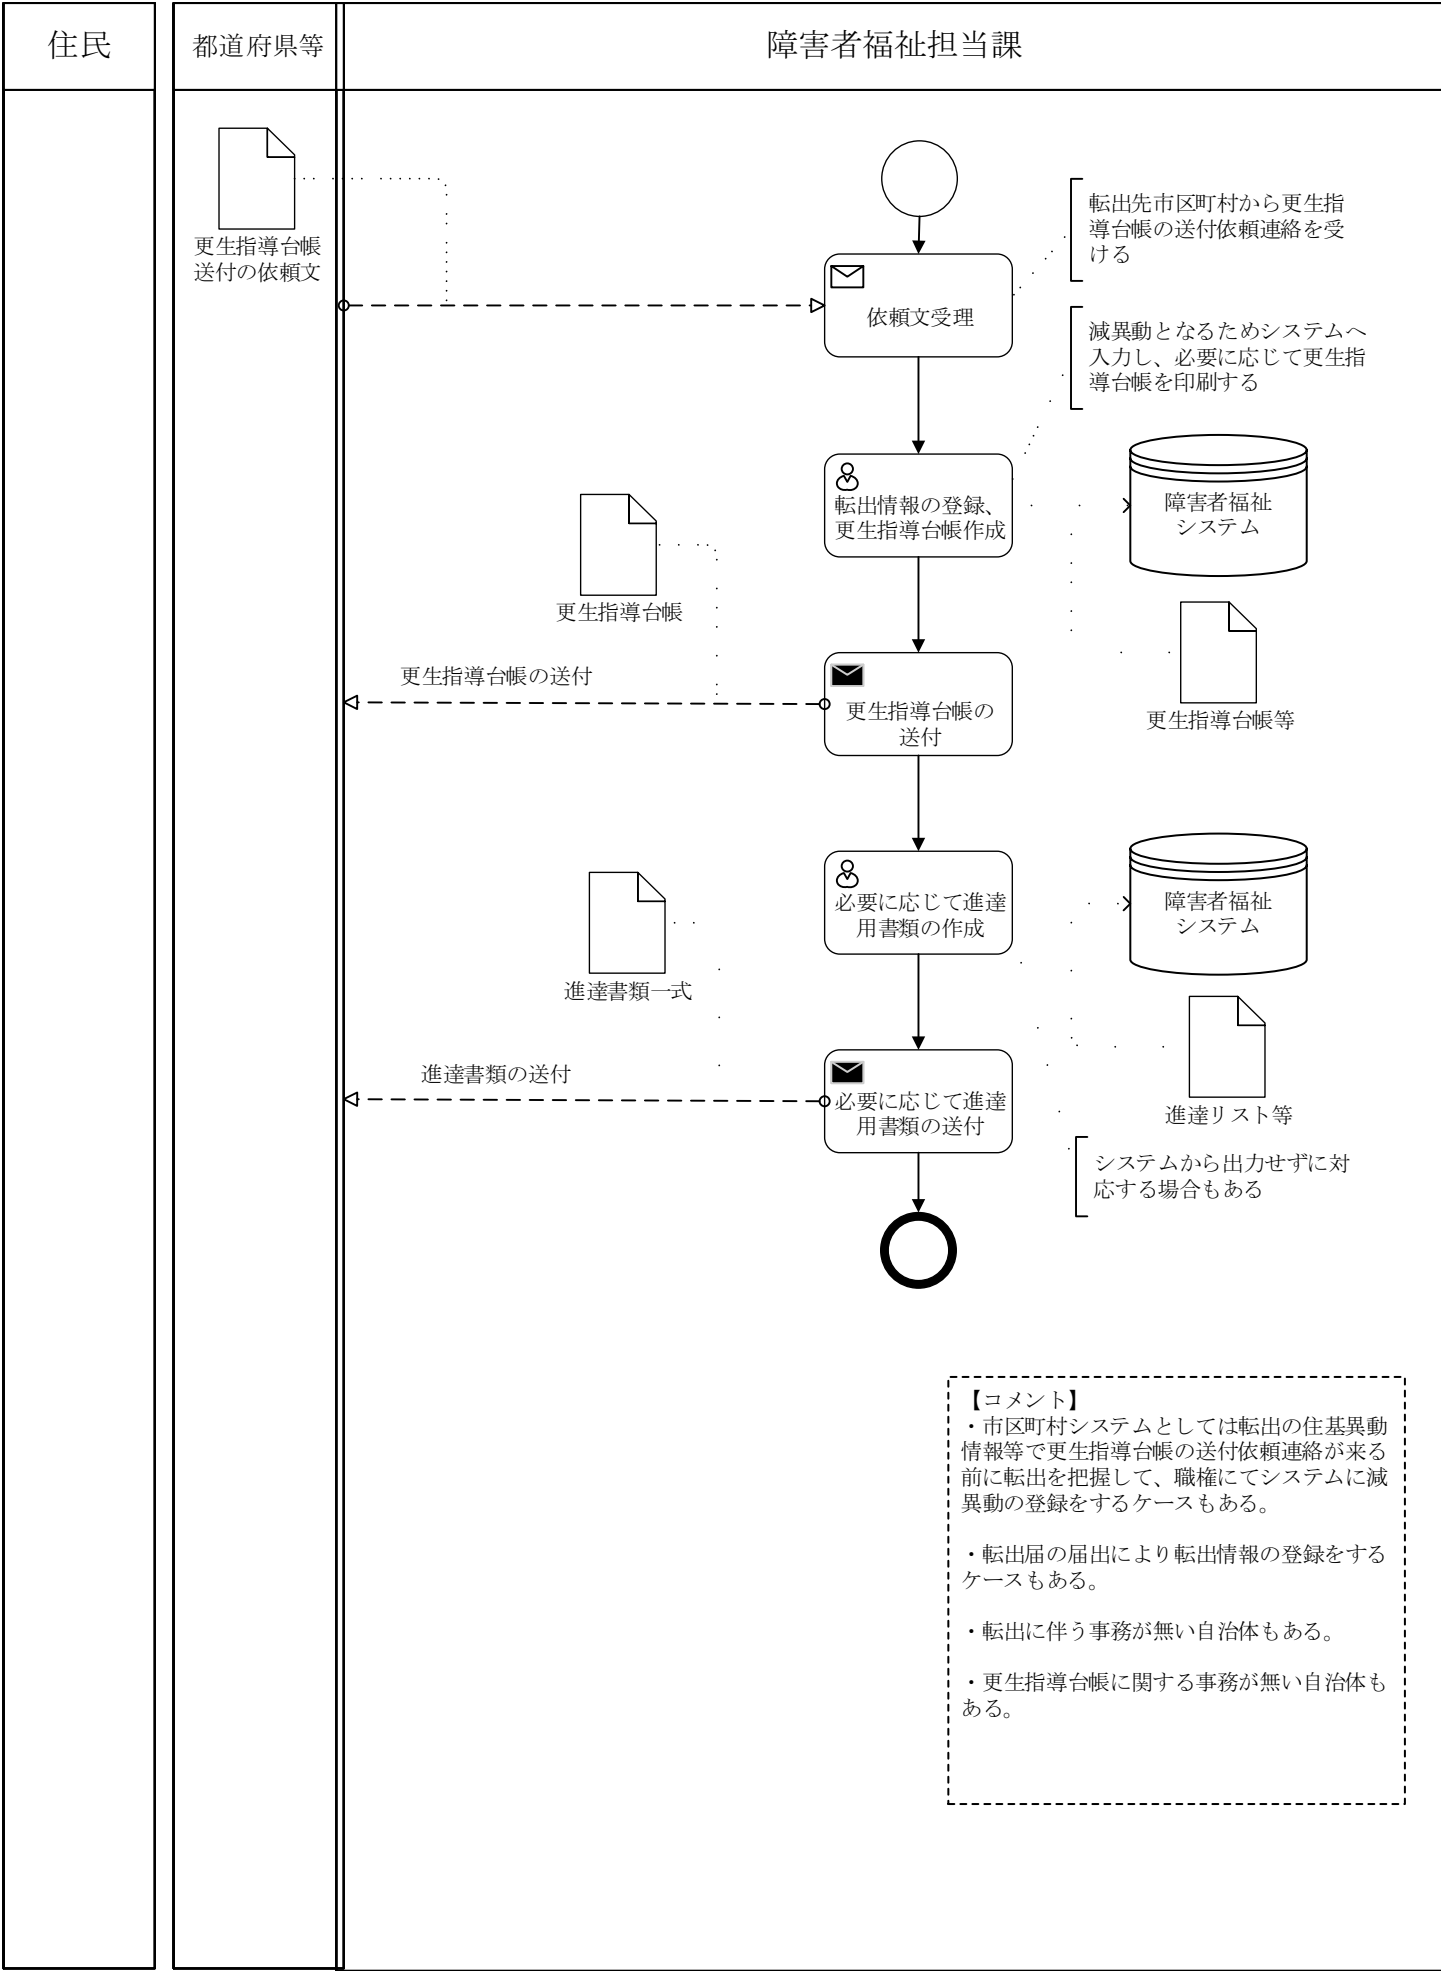 住民
都道府県等
障害者福祉担当課
更生指導台帳
送付の依頼文
転出先市区町村から更生指
導台帳の送付依頼連絡を受
ける
依頼文受理
減異動となるためシステムへ
入力し、必要に応じて更生指
導台帳を印刷する
転出情報の登録、
更生指導台帳作成
障害者福祉
システム
更生指導台帳
更生指導台帳の送付
更生指導台帳の
送付
更生指導台帳等
必要に応じて進達
用書類の作成
障害者福祉
システム
進達書類一式
進達書類の送付
必要に応じて進達
用書類の送付
進達リスト等
システムから出力せずに対
応する場合もある
【コメント】
・市区町村システムとしては転出の住基異動
情報等で更生指導台帳の送付依頼連絡が来る
前に転出を把握して、職権にてシステムに減
異動の登録をするケースもある。
・転出届の届出により転出情報の登録をする
ケースもある。
・転出に伴う事務が無い自治体もある。
・更生指導台帳に関する事務が無い自治体も
ある。